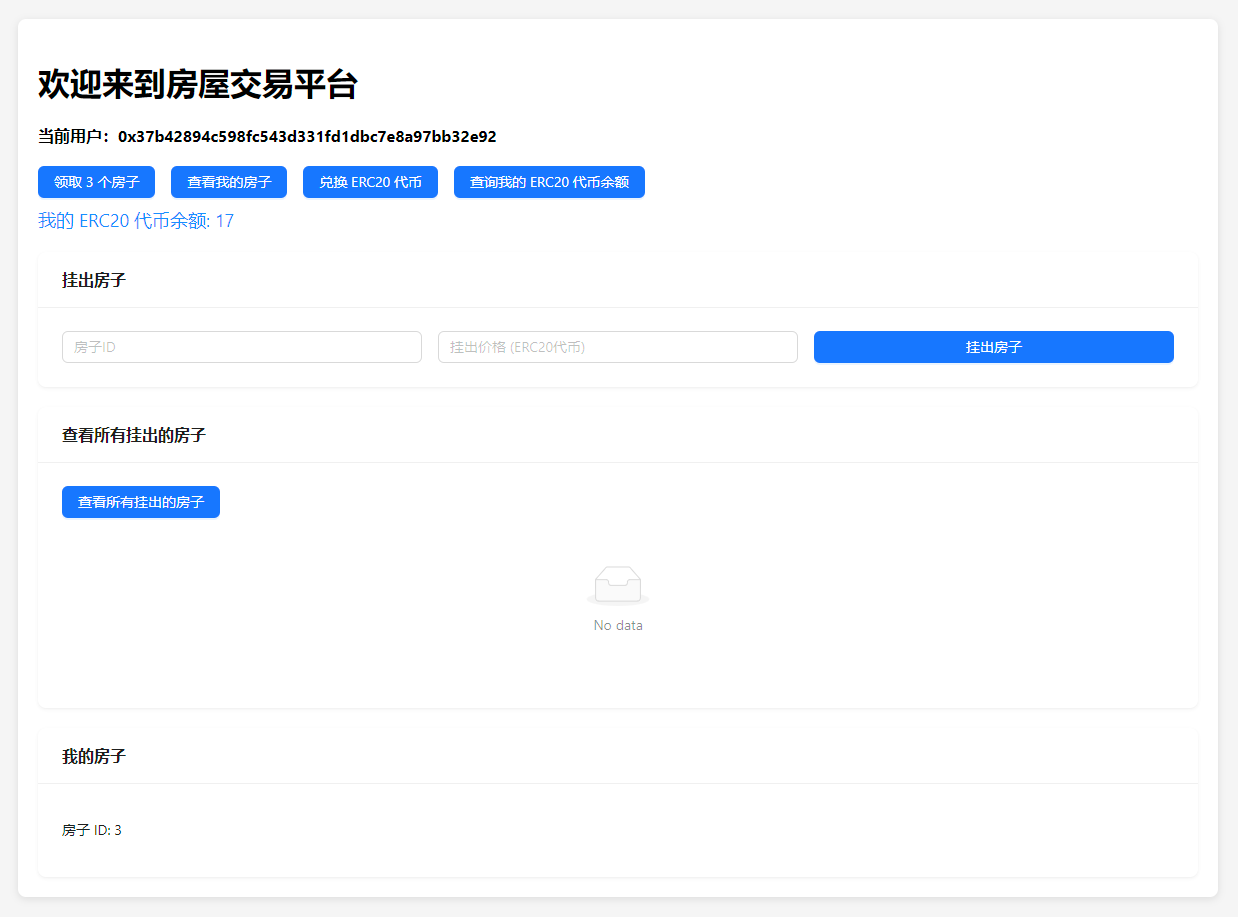 欢迎来到房屋交易平台
当前用户：0x37b42894c598fc543d331fd1dbc7e8a97bb32e92
领取 3 个房子 查看我的房子 兑换 ERC20 代币 查询我的 ERC20 代币余额
我的 ERC20 代币余额: 17
挂出房子
房子ID 挂出价格 (ERC20代币) 挂出房子
查看所有挂出的房子
查看所有挂出的房子
No data
我的房子
房子 ID: 3